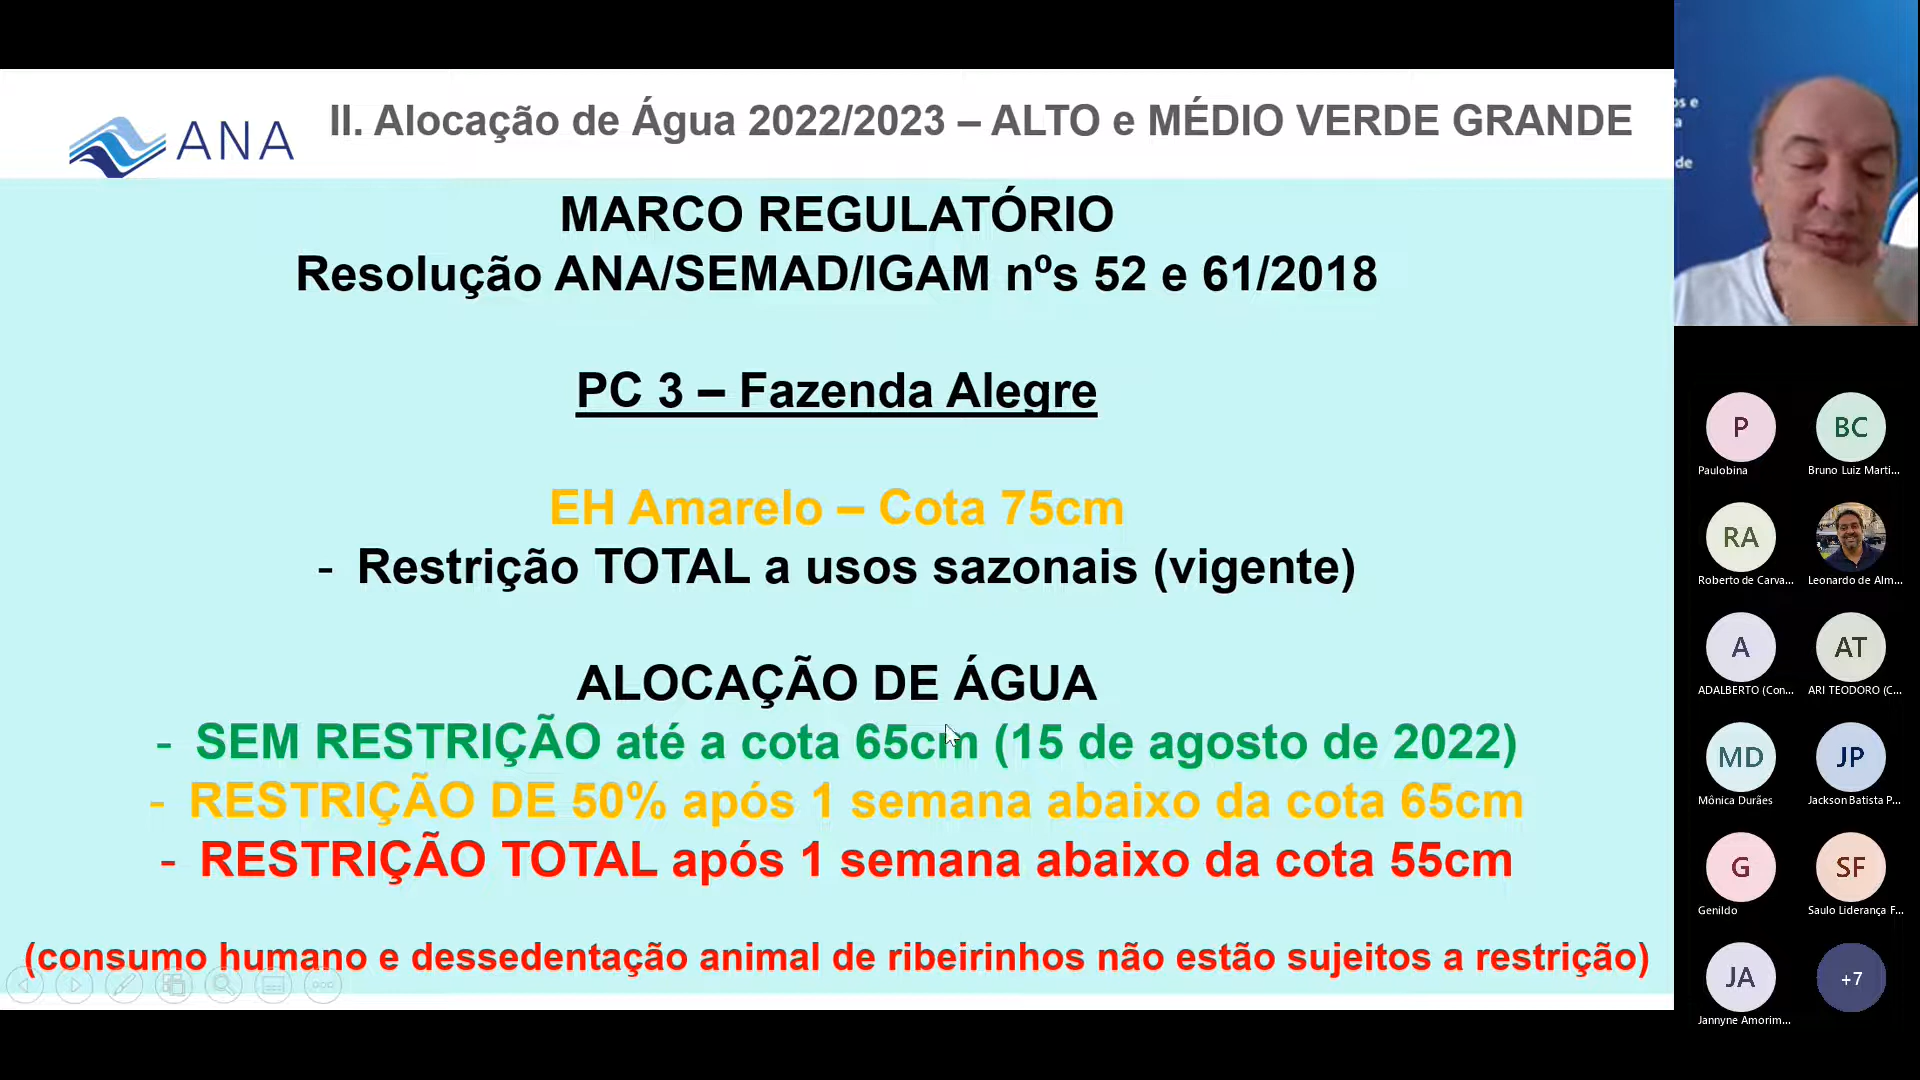 ANA
II. Alocação de Água 2022/2023 – ALTO e MÉDIO VERDE GRANDE
MARCO REGULATÓRIO
Resolução ANA/SEMAD/IGAM nºs 52 e 61/2018
PC 3 – Fazenda Alegre
EH Amarelo – Cota 75cm
- Restrição TOTAL a usos sazonais (vigente)
ALOCAÇÃO DE ÁGUA
- SEM RESTRIÇÃO até a cota 65cm (15 de agosto de 2022)
- RESTRIÇÃO DE 50% após 1 semana abaixo da cota 65cm
- RESTRIÇÃO TOTAL após 1 semana abaixo da cota 55cm
(consumo humano e dessedentação animal de ribeirinhos não estão sujeitos a restrição)
os e
a
de
P
BC
Paulobina
Bruno Luiz Marti...
RA
Roberto de Carva...
Leonardo de Alm...
A
AT
ADALBERTO (Con...
ARI TEODORO (C...
MD
JP
Mônica Durães
Jackson Batista P...
G
SF
Genildo
Saulo Liderança F...
JA
+7
Jannyne Amorim...